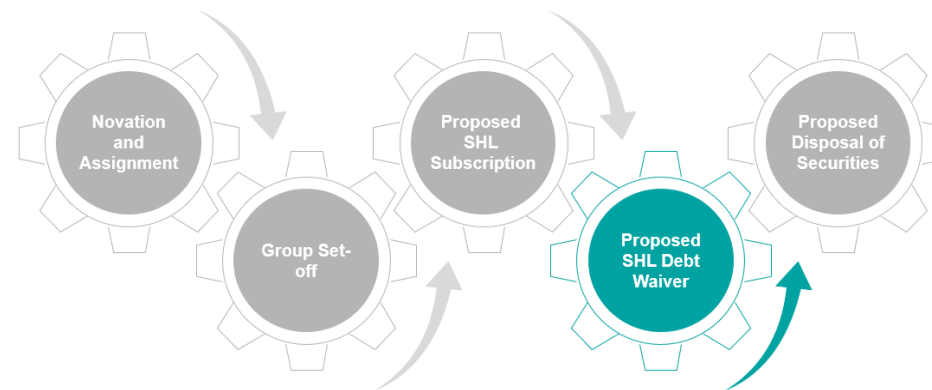 Novation
and
Assignment
Group Set-
off
Proposed
SHL
Subscription
Proposed
SHL Debt
Waiver
Proposed
Disposal of
Securities